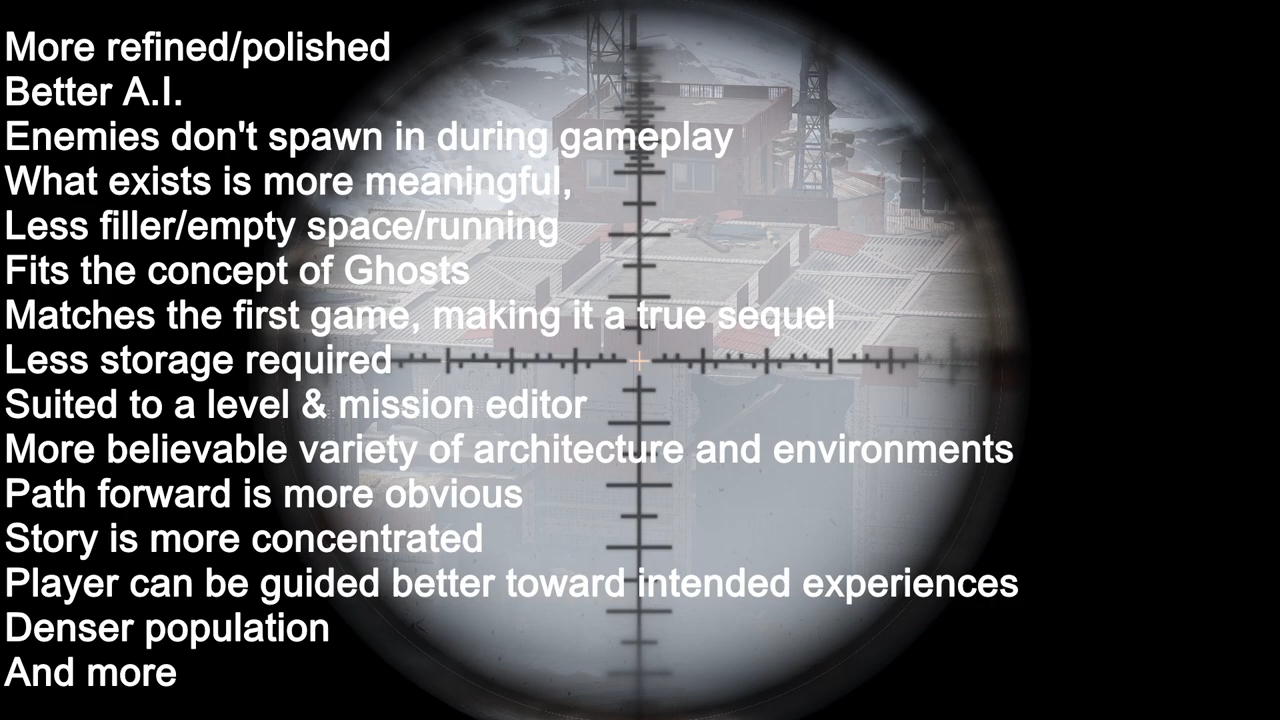 More refined/polished
Better A.I.
Enemies don't spawn in during gameplay
What exists is more meaningful,
Less filler/empty space/running
Fits the concept of Ghosts
Matches the first game, making it a true sequel
Less storage required
Suited to a level & mission editor
More believable variety of architecture and environments
Path forward is more obvious
Story is more concentrated
Player can be guided better toward intended experiences
Denser population
And more